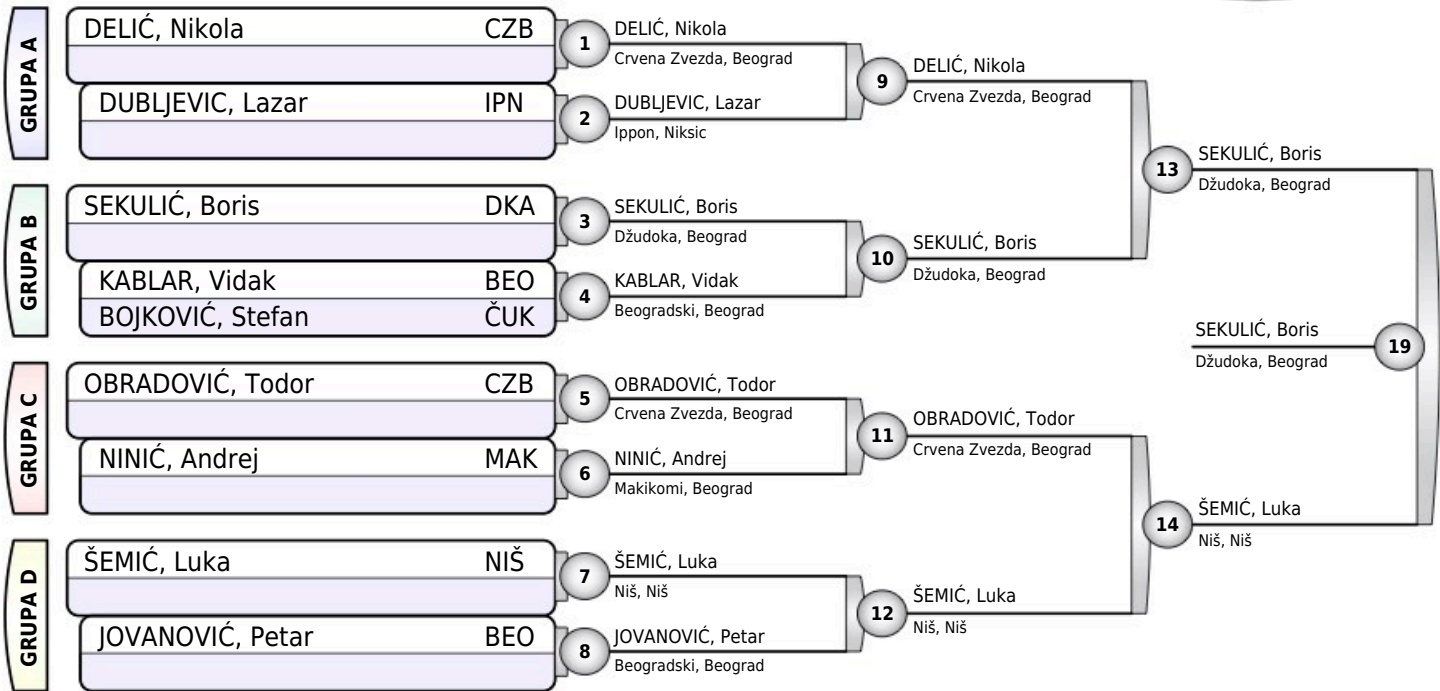 GRUPA A
DELIĆ, Nikola CZB
DUBLJEVIC, Lazar IPN
1
DELIĆ, Nikola
Crvena Zvezda, Beograd
2
DUBLJEVIC, Lazar
Ippon, Niksic
9
DELIĆ, Nikola
Crvena Zvezda, Beograd
GRUPA B
SEKULIĆ, Boris DKA
KABLAR, Vidak BEO
BOJKOVIĆ, Stefan ČUK
3
SEKULIĆ, Boris
Džudoka, Beograd
4
KABLAR, Vidak
Beogradski, Beograd
10
SEKULIĆ, Boris
Džudoka, Beograd
13
SEKULIĆ, Boris
Džudoka, Beograd
GRUPA C
OBRADOVIĆ, Todor CZB
NINIĆ, Andrej MAK
5
OBRADOVIĆ, Todor
Crvena Zvezda, Beograd
6
NINIĆ, Andrej
Makikomi, Beograd
11
OBRADOVIĆ, Todor
Crvena Zvezda, Beograd
GRUPA D
ŠEMIĆ, Luka NIŠ
JOVANOVIĆ, Petar BEO
7
ŠEMIĆ, Luka
Niš, Niš
8
JOVANOVIĆ, Petar
Beogradski, Beograd
12
ŠEMIĆ, Luka
Niš, Niš
14
ŠEMIĆ, Luka
Niš, Niš
SEKULIĆ, Boris
Džudoka, Beograd
19